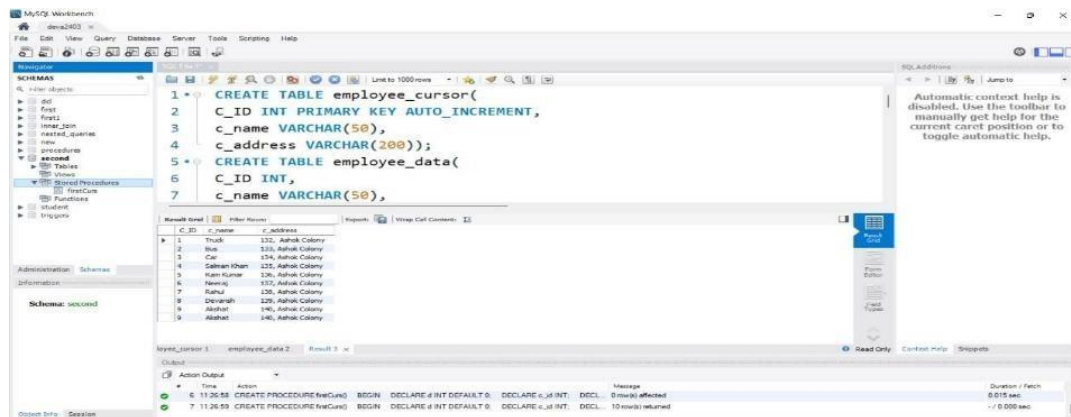 MySQL Workbench
deva2403
File Edit View Query Database Server Tools Scripting Help
Navigator
SCHEMAS
Filter objects
dcl
first
first1
inner_join
nested_queries
new
procedures
second
Tables
Views
Stored Procedures
firstCurs
Functions
student
triggers
Administration Schemas
Information
Schema: second
Object Info Session
Limit to 1000 rows
1 CREATE TABLE employee_cursor(
2 C_ID INT PRIMARY KEY AUTO_INCREMENT,
3 c_name VARCHAR(50),
4 c_address VARCHAR(200));
5 CREATE TABLE employee_data(
6 C_ID INT,
7 c_name VARCHAR(50),
Result Grid Filter Rows: Export: Wrap Cell Content:
C_ID c_name c_address
1 Truck 132, Ashok Colony
2 Bus 133, Ashok Colony
3 Car 134, Ashok Colony
4 Salman Khan 135, Ashok Colony
5 Ram Kumar 136, Ashok Colony
6 Neeraj 137, Ashok Colony
7 Rahul 138, Ashok Colony
8 Devansh 139, Ashok Colony
9 Akshat 140, Ashok Colony
9 Akshat 140, Ashok Colony
Result Grid
Form Editor
Field Types
loyee_cursor 1 employee_data 2 Result 3
Read Only
Output
Action Output
# Time Action Message Duration / Fetch
6 11:26:58 CREATE PROCEDURE firstCurs() BEGIN DECLARE d INT DEFAULT 0; DECLARE c_id INT; DECL... 0 row(s) affected 0.015 sec
7 11:26:59 CREATE PROCEDURE firstCurs() BEGIN DECLARE d INT DEFAULT 0; DECLARE c_id INT; DECL... 10 row(s) returned - / 0.000 sec
SQL Additions
Jump to
Automatic context help is
disabled. Use the toolbar to
manually get help for the
current caret position or to
toggle automatic help.
Context Help Snippets